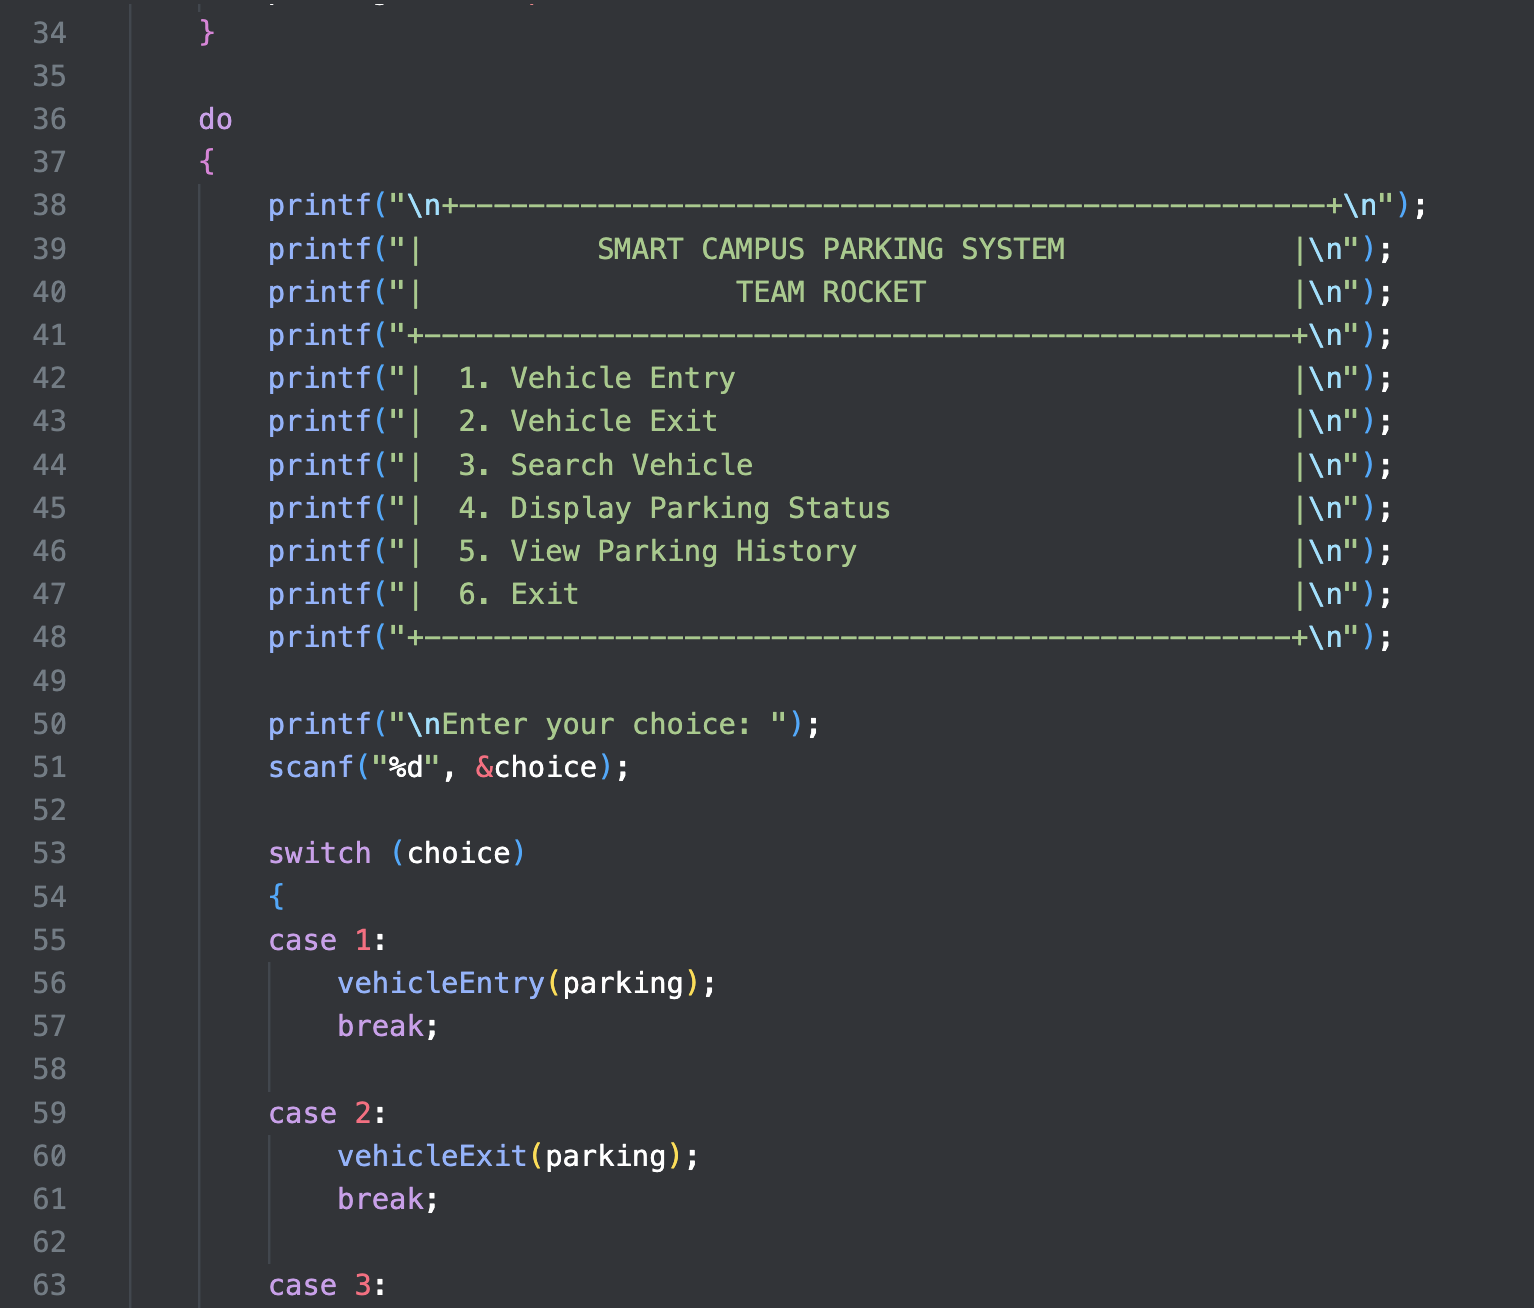 34 }
35
36 do
37 {
38 printf("\n+--------------------------------------------------+\n");
39 printf("|          SMART CAMPUS PARKING SYSTEM             |\n");
40 printf("|                  TEAM ROCKET                     |\n");
41 printf("+--------------------------------------------------+\n");
42 printf("|  1. Vehicle Entry                                |\n");
43 printf("|  2. Vehicle Exit                                 |\n");
44 printf("|  3. Search Vehicle                               |\n");
45 printf("|  4. Display Parking Status                       |\n");
46 printf("|  5. View Parking History                         |\n");
47 printf("|  6. Exit                                         |\n");
48 printf("+--------------------------------------------------+\n");
49
50 printf("\nEnter your choice: ");
51 scanf("%d", &choice);
52
53 switch (choice)
54 {
55 case 1:
56 vehicleEntry(parking);
57 break;
58
59 case 2:
60 vehicleExit(parking);
61 break;
62
63 case 3: